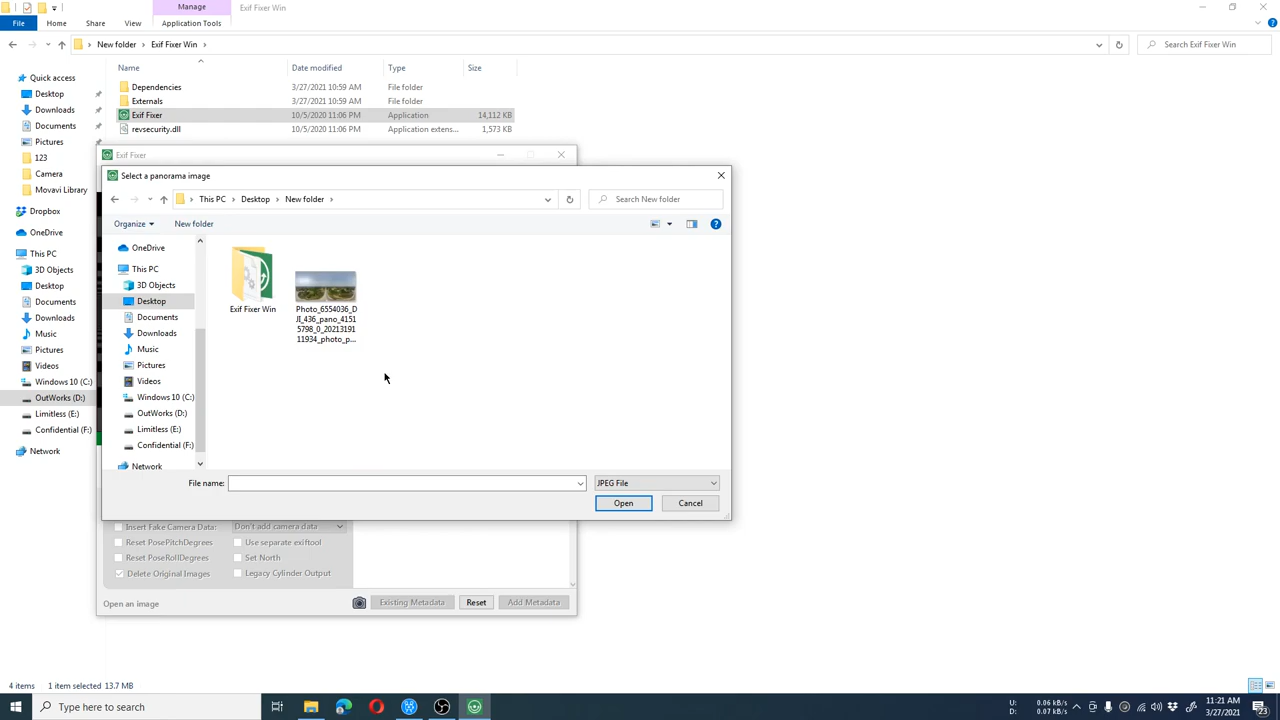 Manage
Exif Fixer Win
File
Home
Share
View
Application Tools
New folder
Exif Fixer Win
Search Exif Fixer Win
Name
Date modified
Type
Size
Dependencies
3/27/2021 10:59 AM
File folder
Externals
3/27/2021 10:59 AM
File folder
Exif Fixer
10/5/2020 11:06 PM
Application
14,112 KB
revsecurity.dll
10/5/2020 11:06 PM
Application extens...
1,573 KB
Quick access
Desktop
Downloads
Documents
Pictures
123
Camera
Movavi Library
Dropbox
OneDrive
This PC
3D Objects
Desktop
Documents
Downloads
Music
Pictures
Videos
Windows 10 (C:)
OutWorks (D:)
Limitless (E:)
Confidential (F:)
Network
Exif Fixer
Select a panorama image
This PC
Desktop
New folder
Search New folder
Organize
New folder
OneDrive
This PC
3D Objects
Desktop
Documents
Downloads
Music
Pictures
Videos
Windows 10 (C:)
OutWorks (D:)
Limitless (E:)
Confidential (F:)
Network
Exif Fixer Win
Photo_6554036_D
JI_436_pano_4151
5798_0_20213191
11934_photo_p...
File name:
JPEG File
Open
Cancel
Insert Fake Camera Data:
Don't add camera data
Reset PosePitchDegrees
Use separate exiftool
Reset PoseRollDegrees
Set North
Delete Original Images
Legacy Cylinder Output
Open an image
Existing Metadata
Reset
Add Metadata
4 items
1 item selected 13.7 MB
Type here to search
U:
D:
0.06 kB/s
0.07 kB/s
11:21 AM
3/27/2021
23